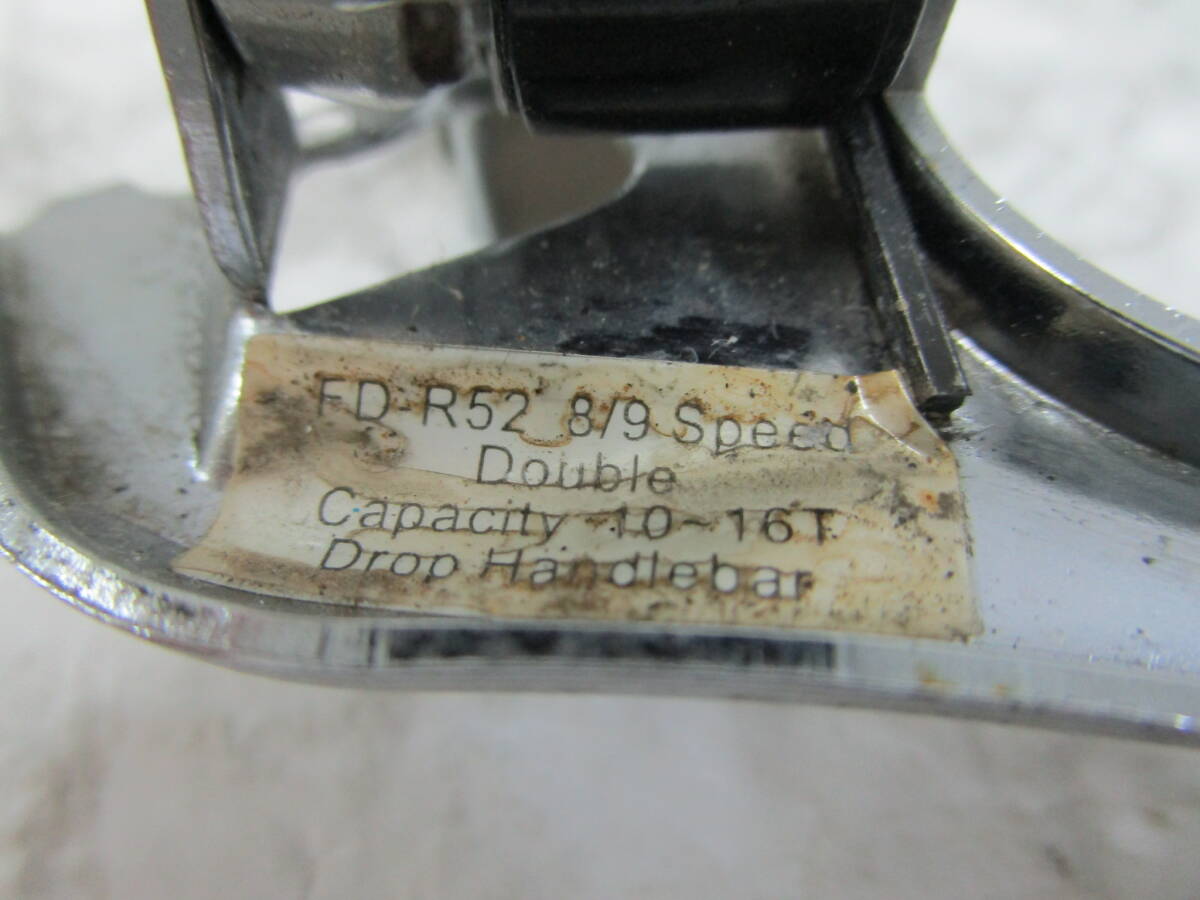 FD-R52 8/9 Speed
Double
Capacity 10~16T
Drop Handlebar